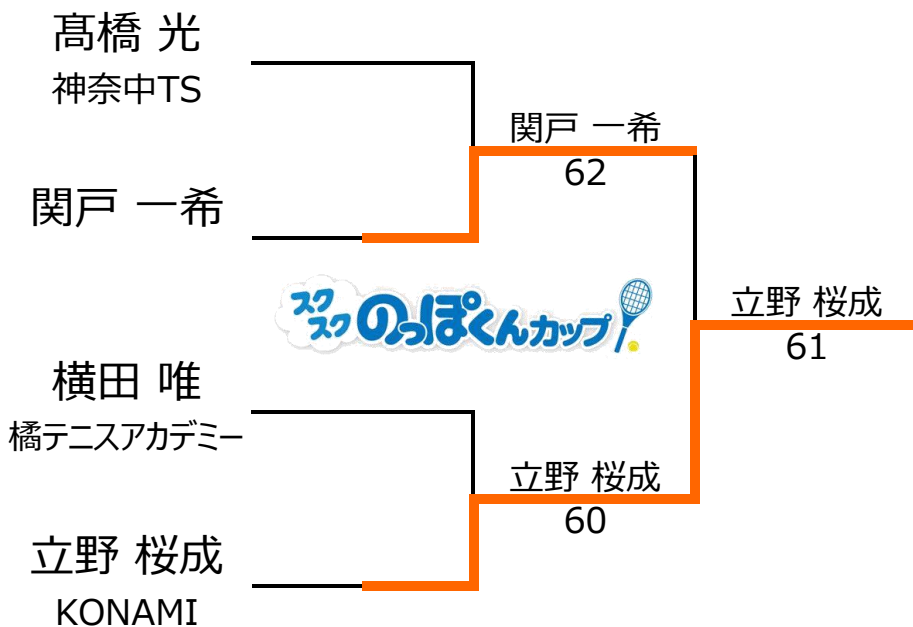 髙橋 光
神奈中TS
関戸 一希
62
関戸 一希
スクスク のっぽくんカップ
立野 桜成
61
横田 唯
橘テニスアカデミー
立野 桜成
60
立野 桜成
KONAMI